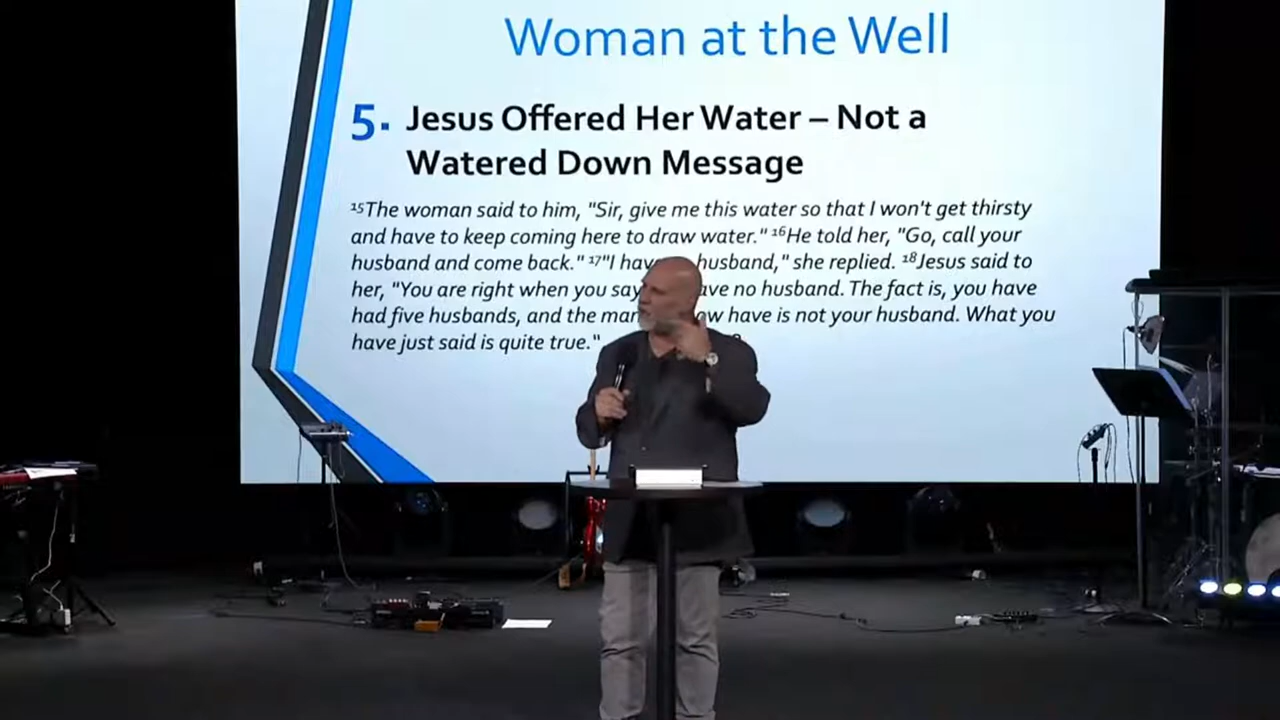 Woman at the Well
5. Jesus Offered Her Water – Not a
Watered Down Message
¹⁵The woman said to him, "Sir, give me this water so that I won't get thirsty
and have to keep coming here to draw water." ¹⁶He told her, "Go, call your
husband and come back." ¹⁷"I husband," she replied. ¹⁸Jesus said to
her, "You are right when you say no husband. The fact is, you have
had five husbands, and the man have is not your husband. What you
have just said is quite true."